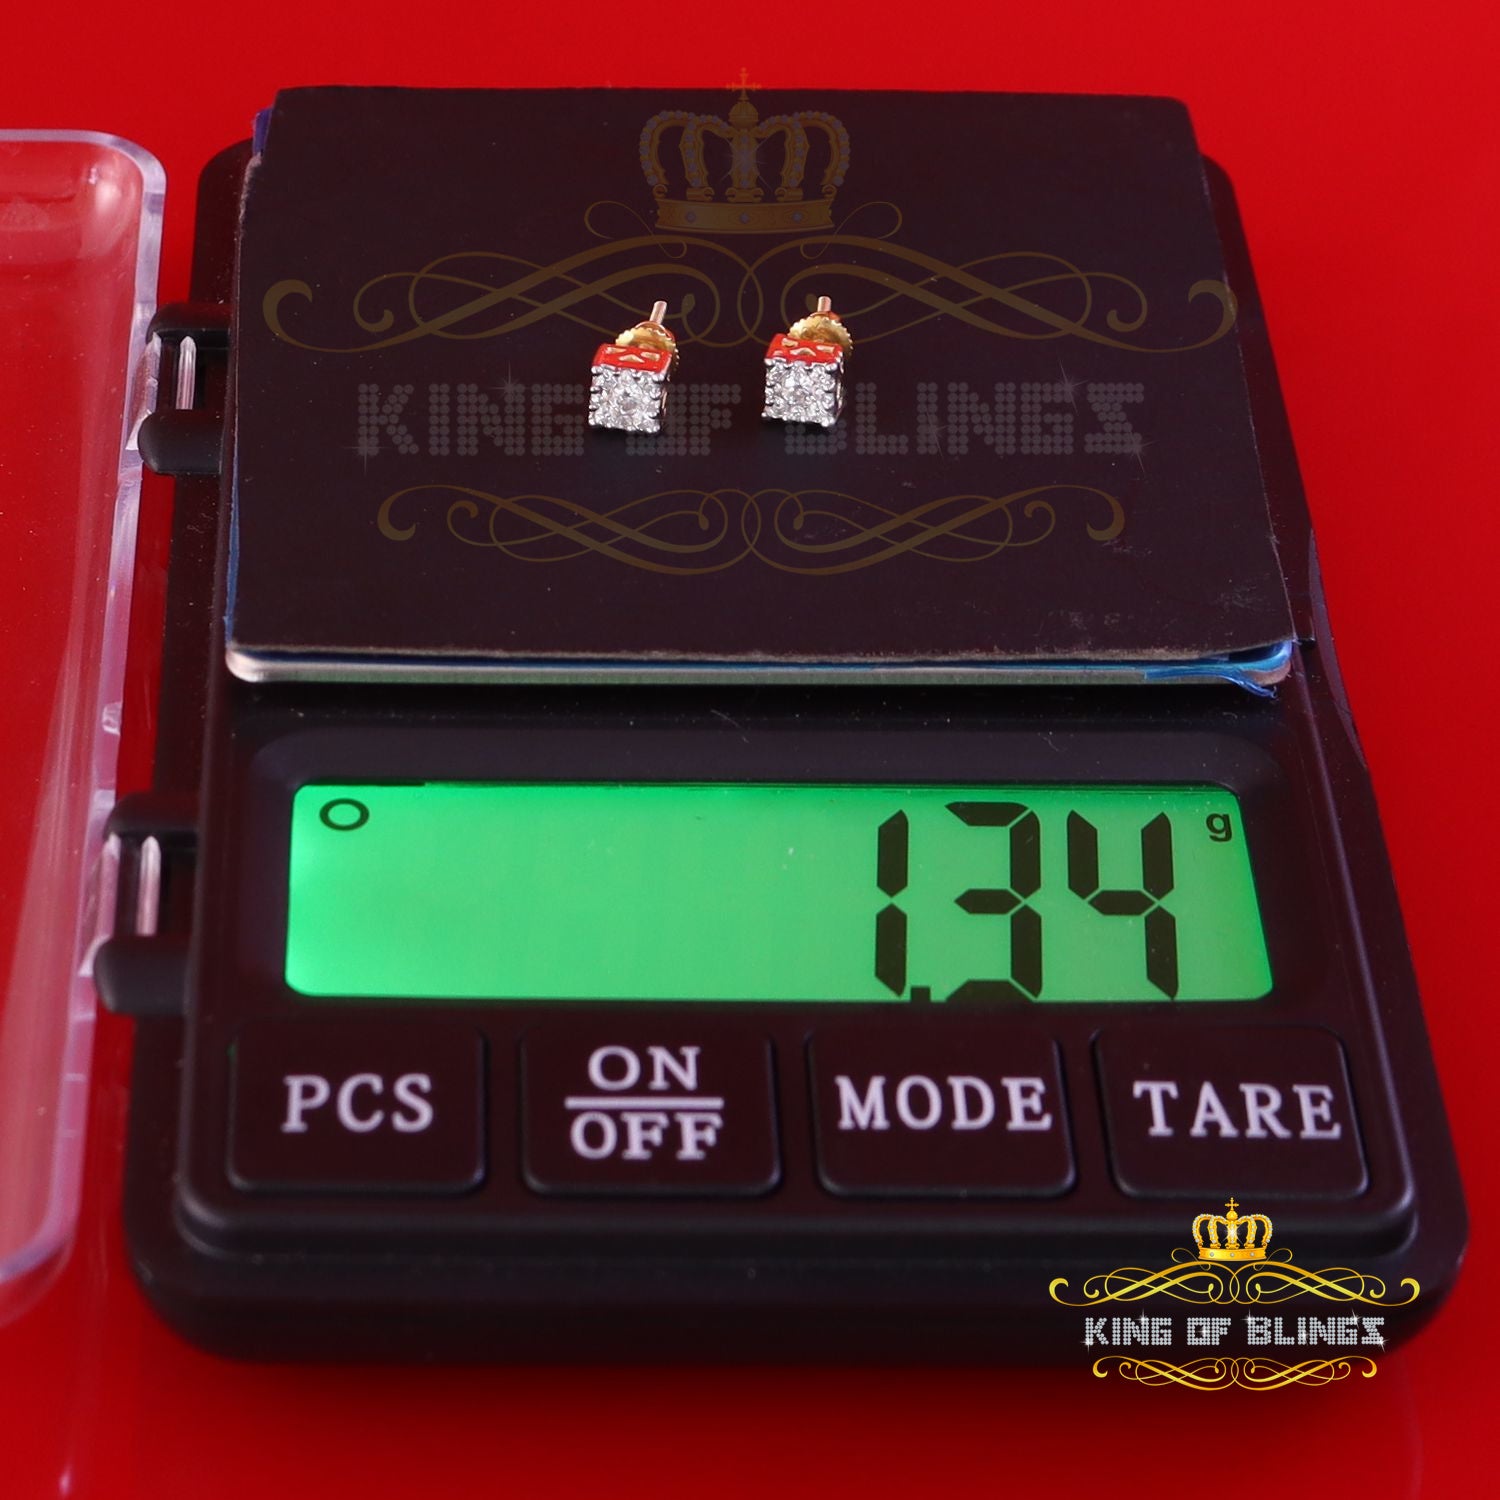 KING OF BLINGS
1.34 g
PCS ON/OFF MODE TARE
KING OF BLINGS